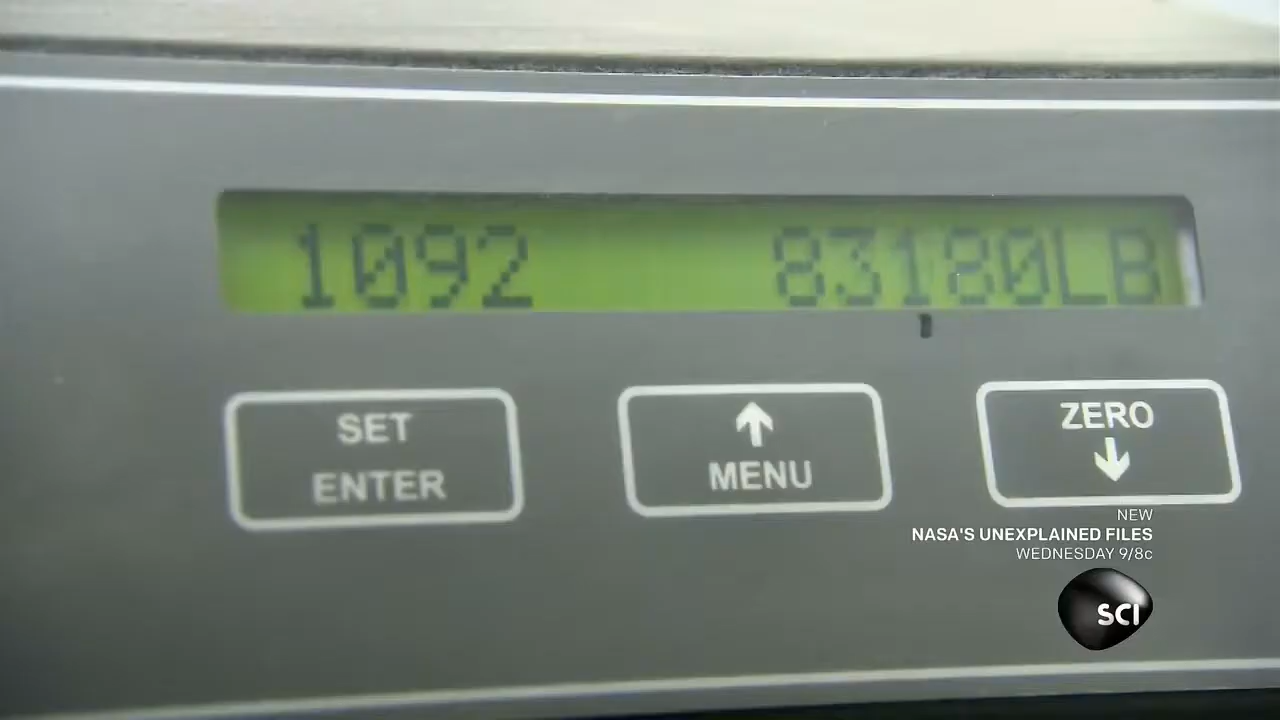 1092 83180LB
SET
ENTER
↑
MENU
ZERO
↓
NEW
NASA'S UNEXPLAINED FILES
WEDNESDAY 9/8c
SCI